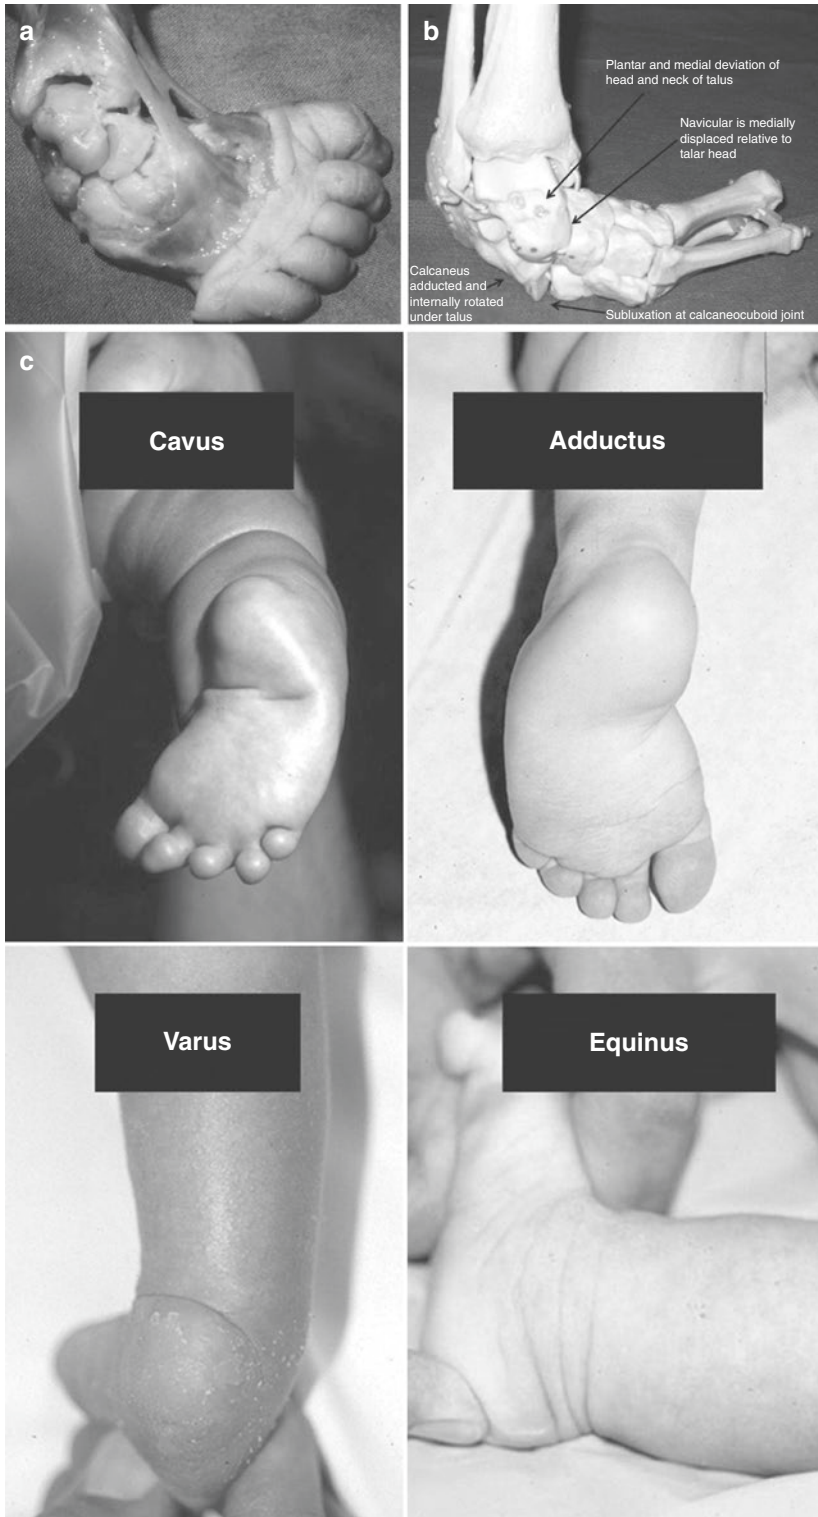 a
b
Plantar and medial deviation of
head and neck of talus
Navicular is medially
displaced relative to
talar head
Calcaneus
adducted and
internally rotated
under talus
Subluxation at calcaneocuboid joint
c
Cavus
Adductus
Varus
Equinus